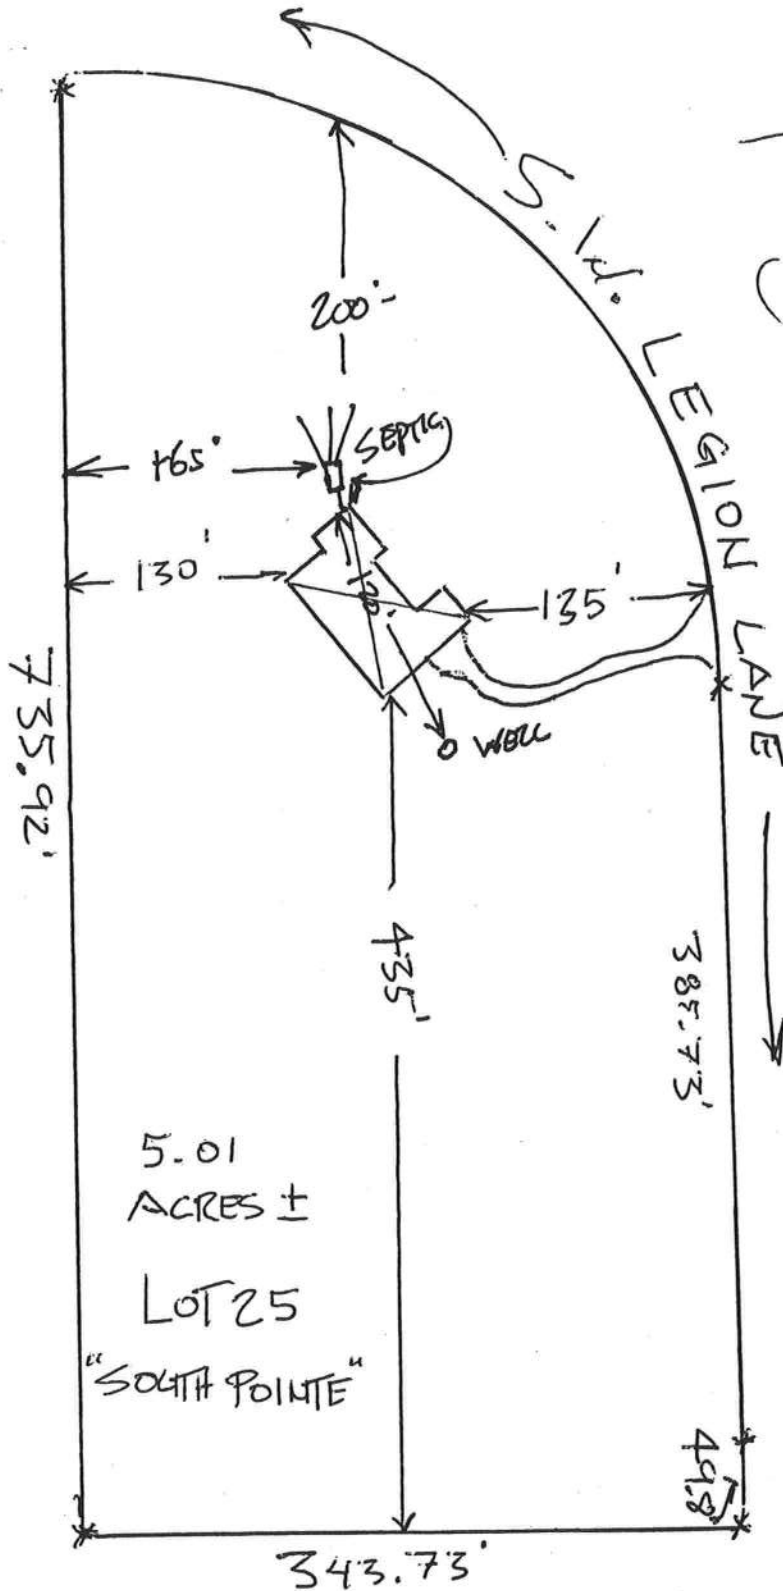 S.W. LEGION LANE
200'-
SEPTIC
165'
130'
120'
135'
WELL
735.92'
435'
385.73'
5.01
ACRES ±
LOT 25
"SOUTH POINTE"
49.8
343.73'